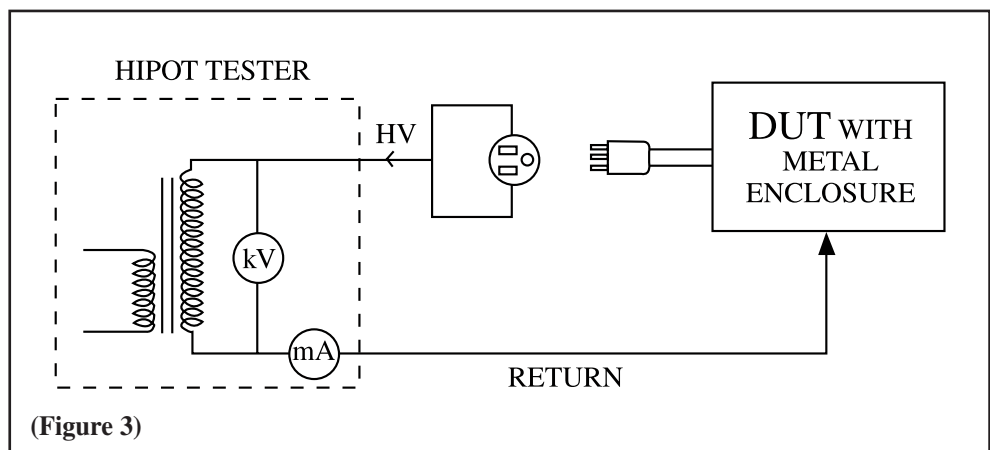 HIPOT TESTER
HV
DUT WITH
METAL
ENCLOSURE
kV
mA
RETURN
(Figure 3)